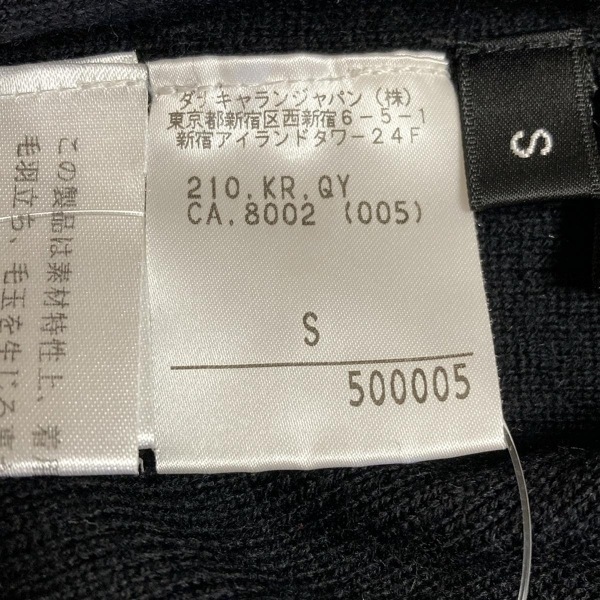 ダナキャランジャパン (株)
東京都新宿区西新宿6-5-1
新宿アイランドタワー24F
210.KR.QY
CA.8002 (005)
S
500005
S
この製品は素材特性上、着用
毛羽立ち、毛玉を生じる